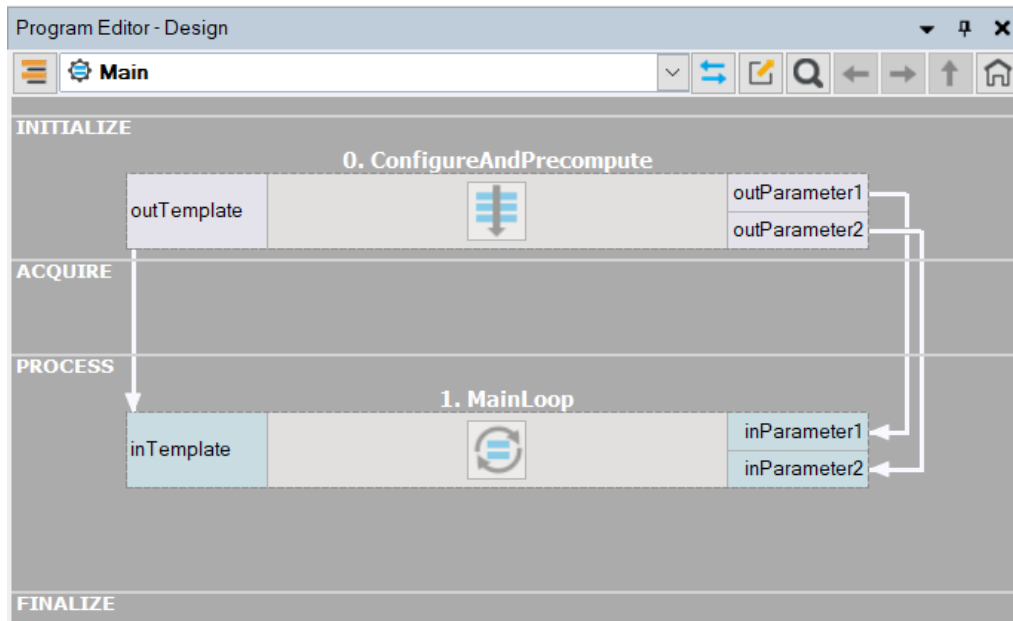 Program Editor - Design
Main
INITIALIZE
0. ConfigureAndPrecompute
outTemplate
outParameter1
outParameter2
ACQUIRE
PROCESS
1. MainLoop
inTemplate
inParameter1
inParameter2
FINALIZE